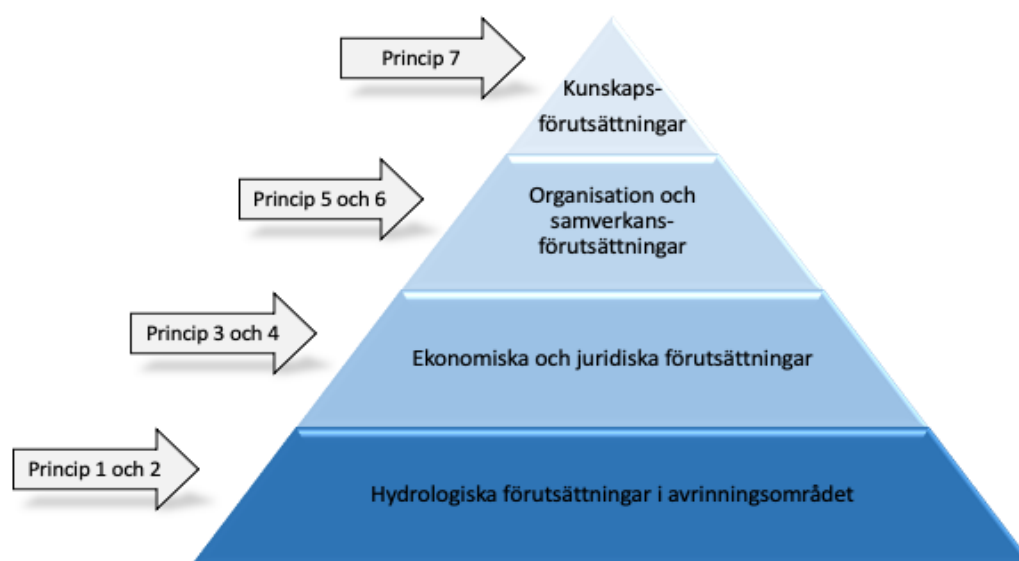 Princip 7
Kunskaps-
förutsättningar
Princip 5 och 6
Organisation och
samverkans-
förutsättningar
Princip 3 och 4
Ekonomiska och juridiska förutsättningar
Princip 1 och 2
Hydrologiska förutsättningar i avrinningsområdet